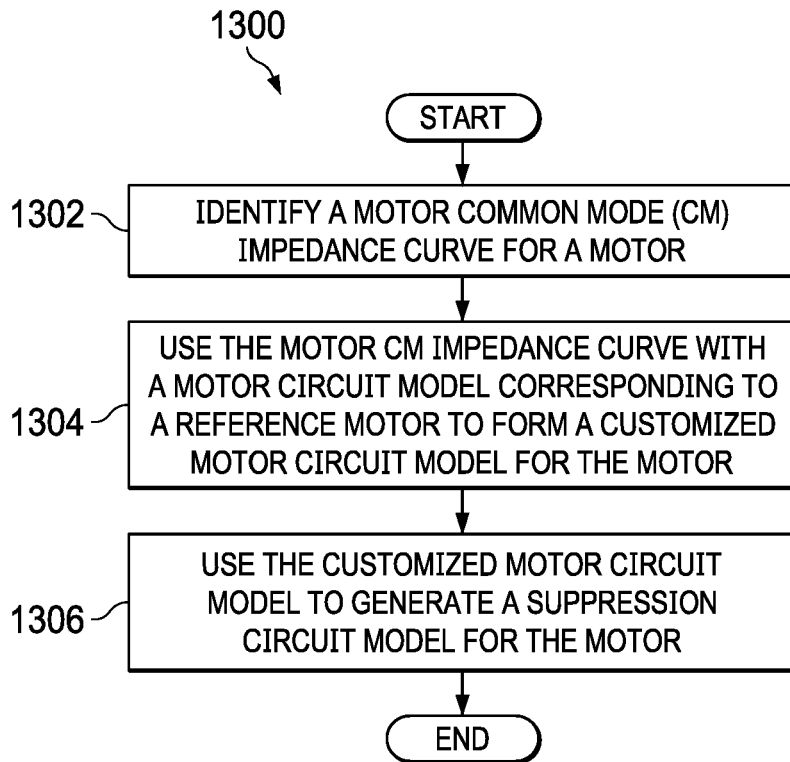 1300
START
1302
IDENTIFY A MOTOR COMMON MODE (CM)
IMPEDANCE CURVE FOR A MOTOR
1304
USE THE MOTOR CM IMPEDANCE CURVE WITH
A MOTOR CIRCUIT MODEL CORRESPONDING TO
A REFERENCE MOTOR TO FORM A CUSTOMIZED
MOTOR CIRCUIT MODEL FOR THE MOTOR
1306
USE THE CUSTOMIZED MOTOR CIRCUIT
MODEL TO GENERATE A SUPPRESSION
CIRCUIT MODEL FOR THE MOTOR
END